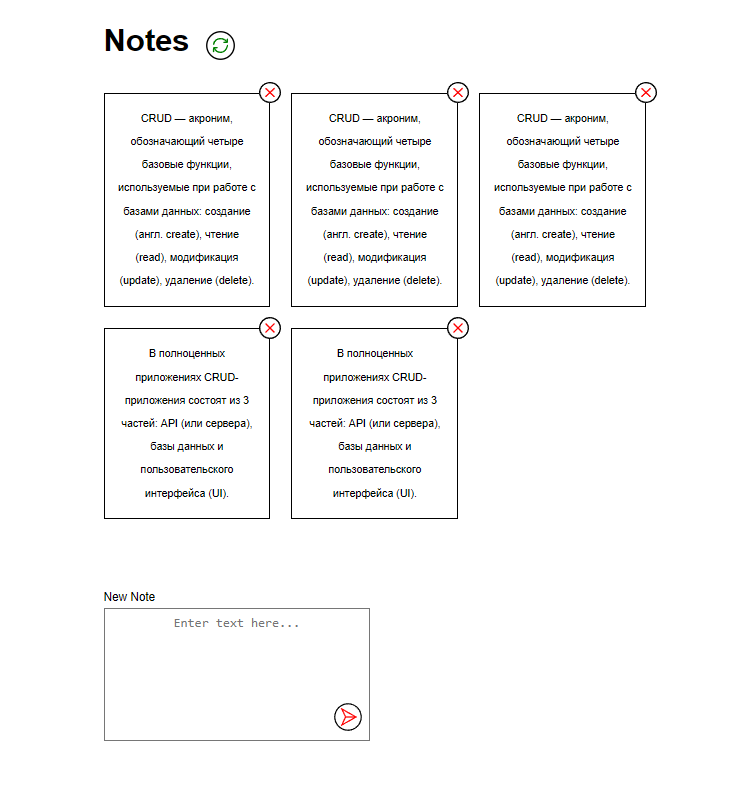 Notes
CRUD — акроним,
обозначающий четыре
базовые функции,
используемые при работе с
базами данных: создание
(англ. create), чтение
(read), модификация
(update), удаление (delete).
CRUD — акроним,
обозначающий четыре
базовые функции,
используемые при работе с
базами данных: создание
(англ. create), чтение
(read), модификация
(update), удаление (delete).
CRUD — акроним,
обозначающий четыре
базовые функции,
используемые при работе с
базами данных: создание
(англ. create), чтение
(read), модификация
(update), удаление (delete).
В полноценных
приложениях CRUD-
приложения состоят из 3
частей: API (или сервера),
базы данных и
пользовательского
интерфейса (UI).
В полноценных
приложениях CRUD-
приложения состоят из 3
частей: API (или сервера),
базы данных и
пользовательского
интерфейса (UI).
New Note
Enter text here...